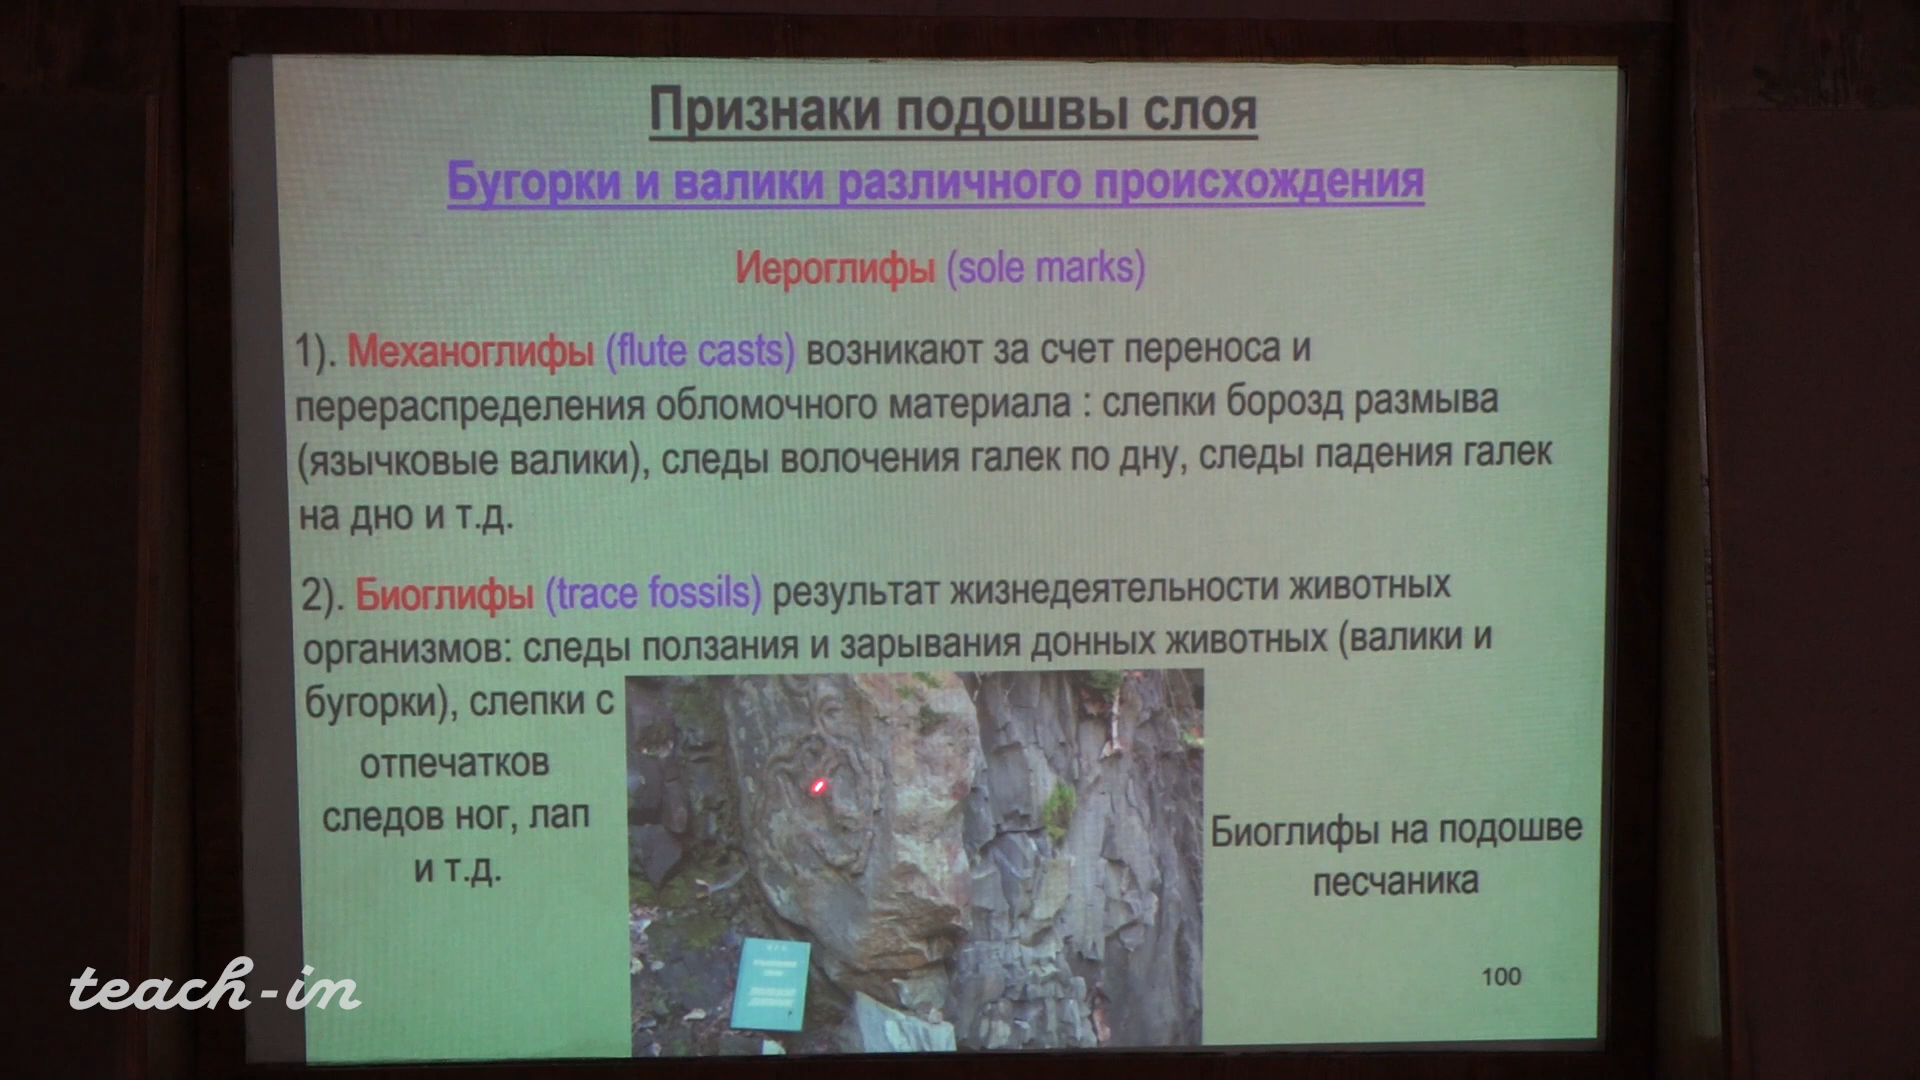 Признаки подошвы слоя
Бугорки и валики различного происхождения
Иероглифы (sole marks)
1). Механоглифы (flute casts) возникают за счет переноса и
перераспределения обломочного материала : слепки борозд размыва
(язычковые валики), следы волочения галек по дну, следы падения галек
на дно и т.д.
2). Биоглифы (trace fossils) результат жизнедеятельности животных
организмов: следы ползания и зарывания донных животных (валики и
бугорки), слепки с
отпечатков
следов ног, лап
и т.д.
Биоглифы на подошве
песчаника
100
teach-in